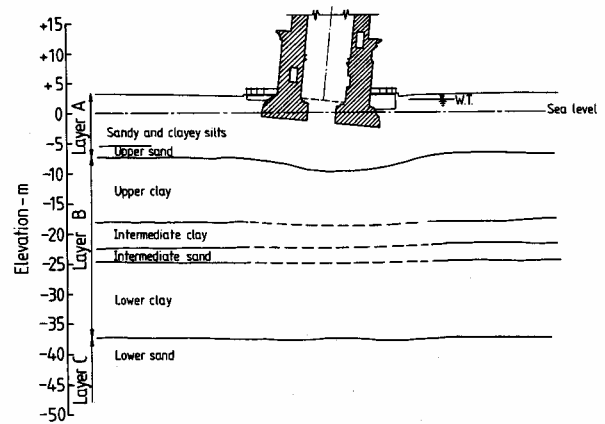 +15
+10
+5
0
-5
-10
-15
-20
-25
-30
-35
-40
-45
-50
Elevation-m
Layer A
Layer B
Layer C
W.T.
Sea level
Sandy and clayey silts
Upper sand
Upper clay
Intermediate clay
Intermediate sand
Lower clay
Lower sand